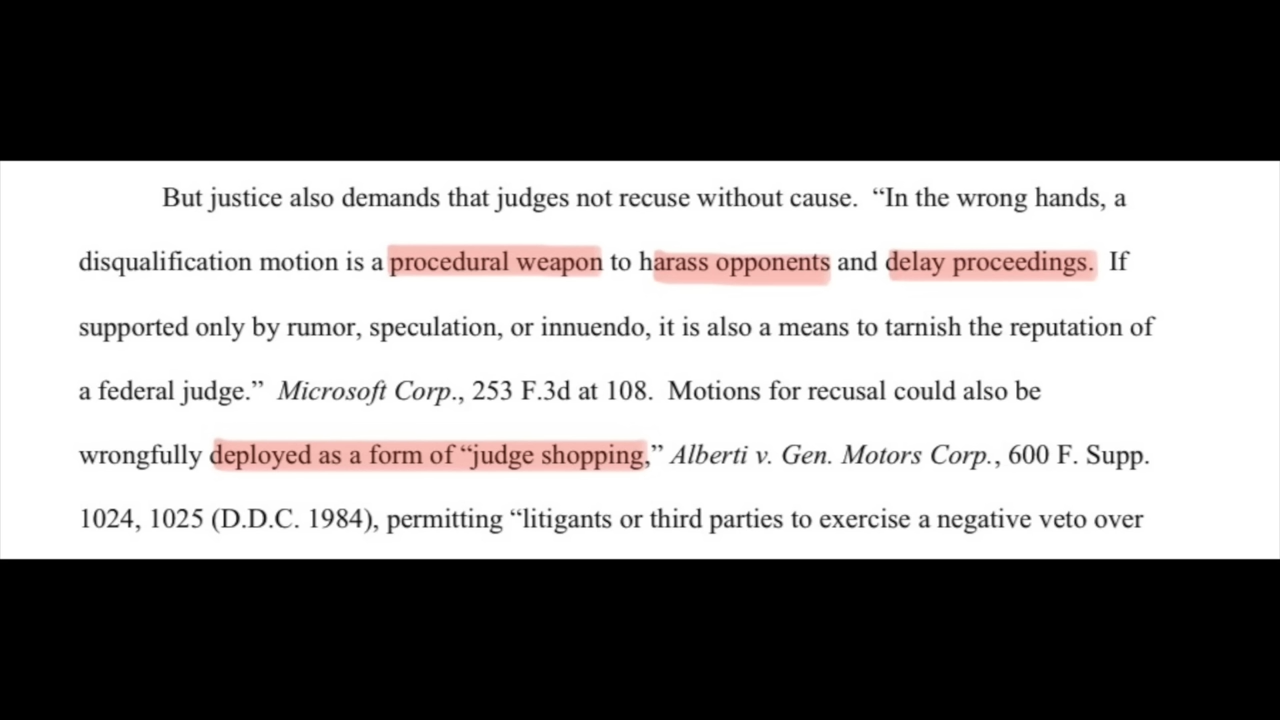 But justice also demands that judges not recuse without cause.  “In the wrong hands, a
disqualification motion is a procedural weapon to harass opponents and delay proceedings.  If
supported only by rumor, speculation, or innuendo, it is also a means to tarnish the reputation of
a federal judge.”  Microsoft Corp., 253 F.3d at 108.  Motions for recusal could also be
wrongfully deployed as a form of “judge shopping,” Alberti v. Gen. Motors Corp., 600 F. Supp.
1024, 1025 (D.D.C. 1984), permitting “litigants or third parties to exercise a negative veto over